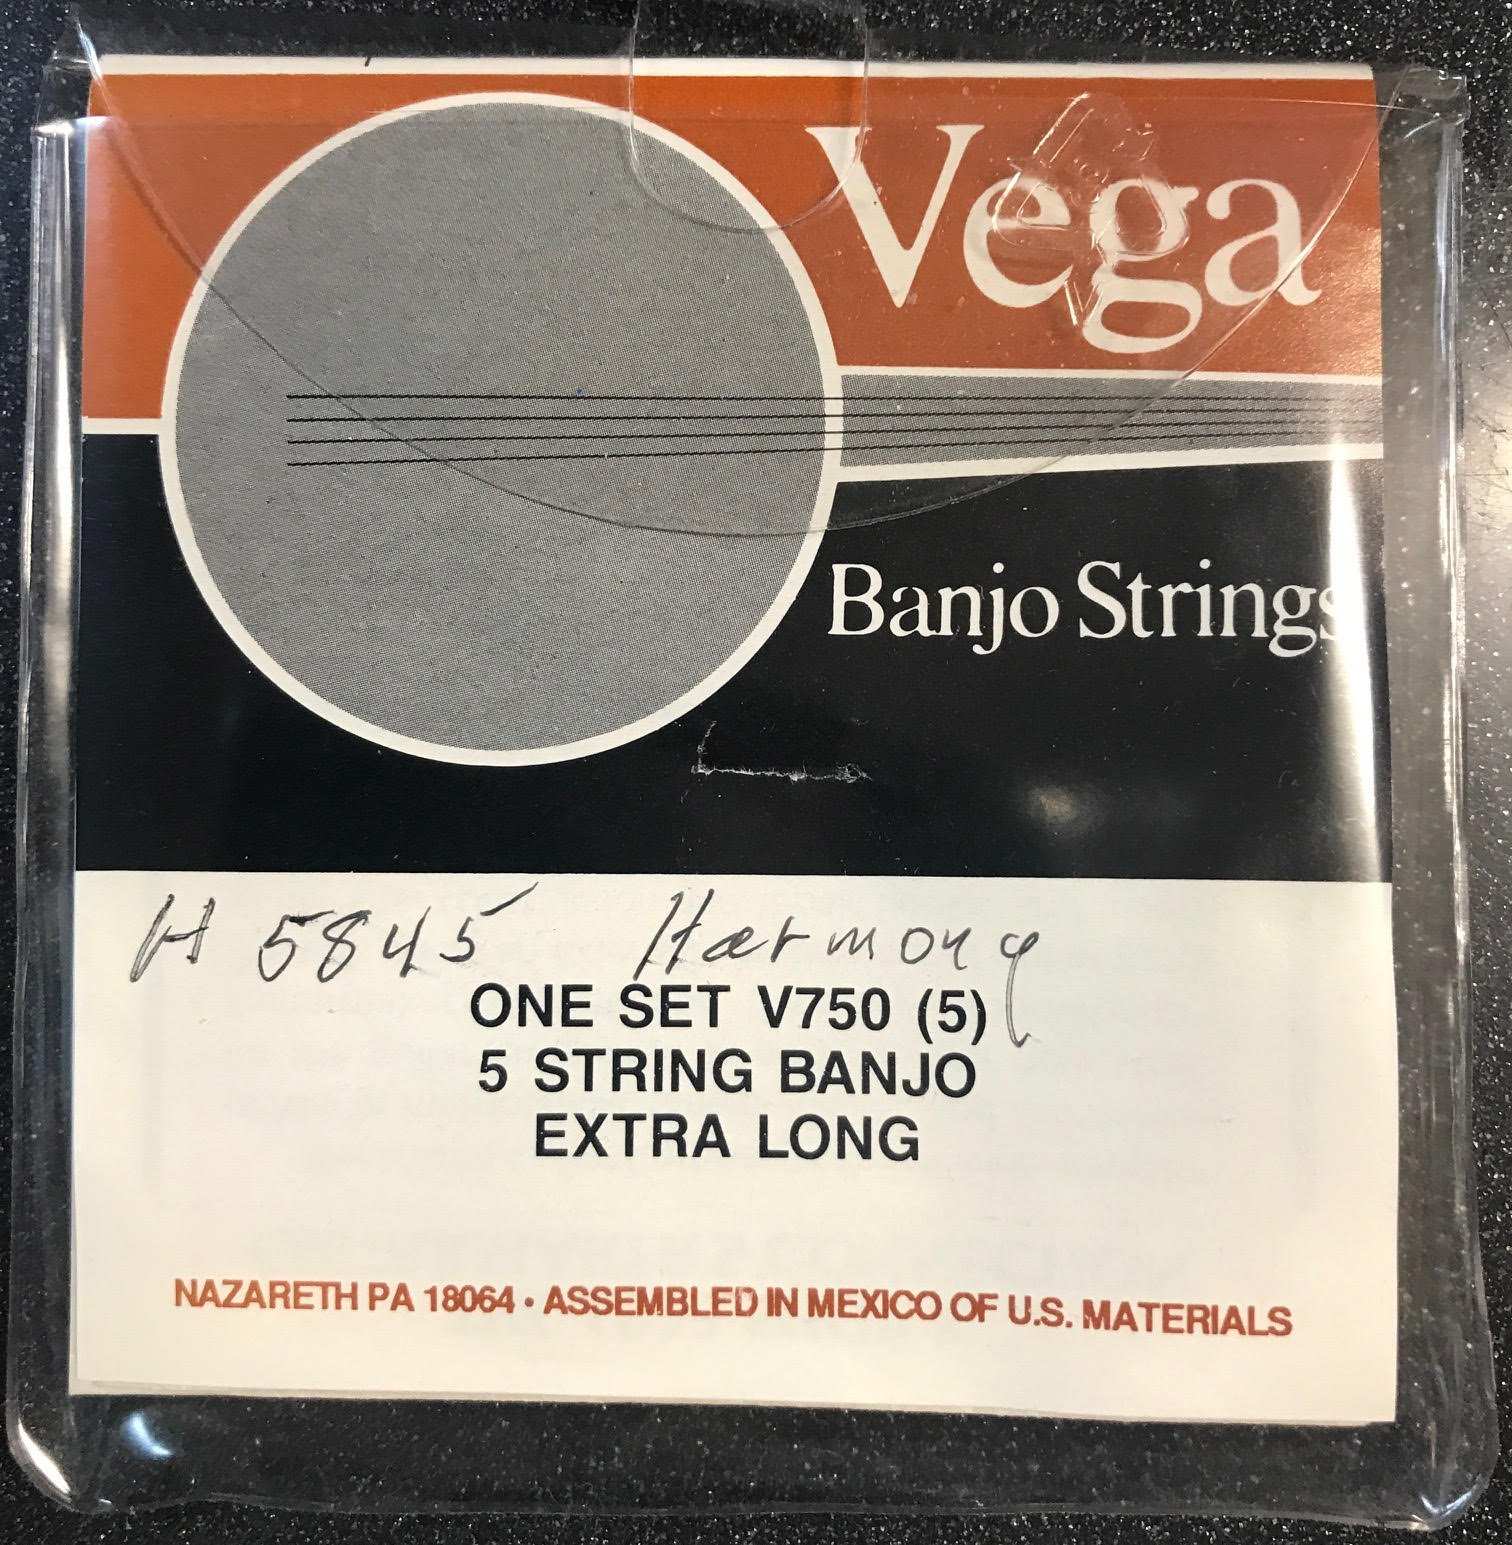 Vega
Banjo Strings
H 5845 Harmony
ONE SET V750 (5)
5 STRING BANJO
EXTRA LONG
NAZARETH PA 18064 • ASSEMBLED IN MEXICO OF U.S. MATERIALS